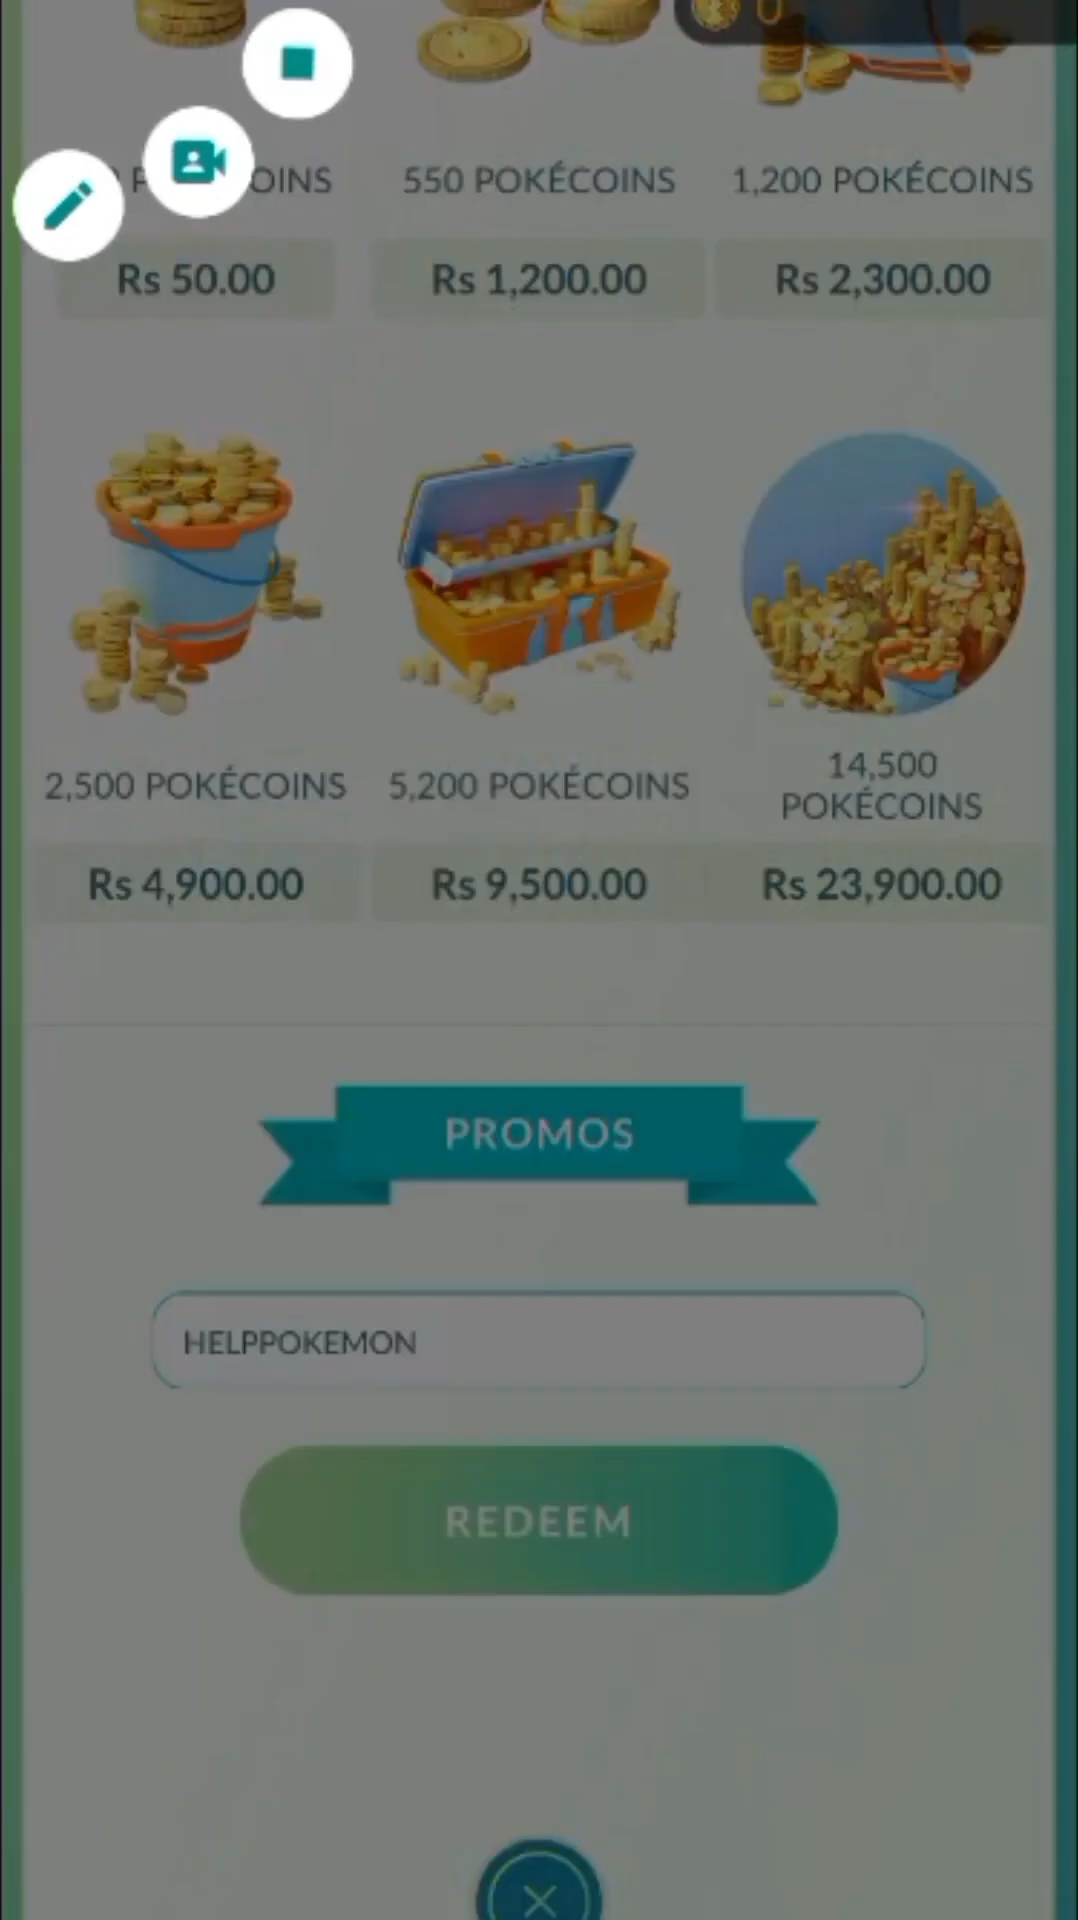 OINS
550 POKÉCOINS
1,200 POKÉCOINS
Rs 50.00
Rs 1,200.00
Rs 2,300.00
2,500 POKÉCOINS
5,200 POKÉCOINS
14,500
POKÉCOINS
Rs 4,900.00
Rs 9,500.00
Rs 23,900.00
PROMOS
HELPPOKEMON
REDEEM